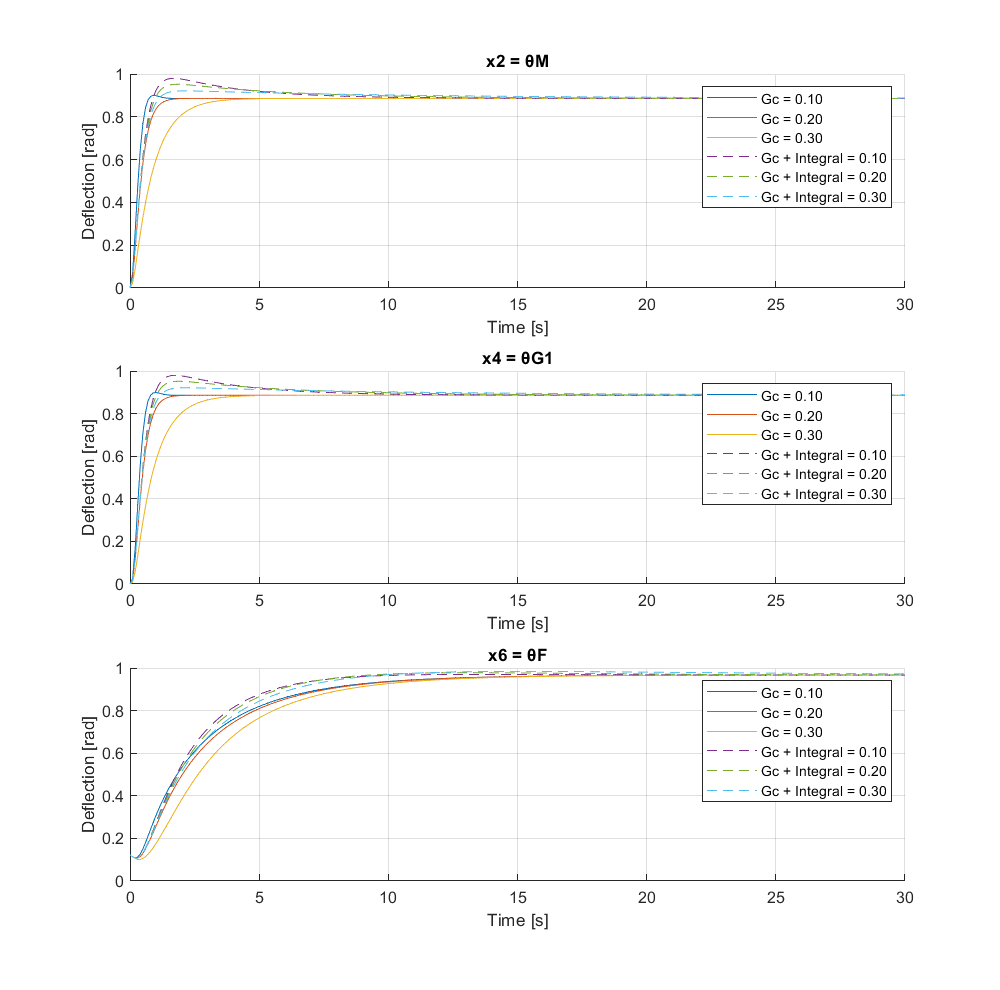 x2 = θM
1
0.8
0.6
0.4
0.2
0
Deflection [rad]
Gc = 0.10
Gc = 0.20
Gc = 0.30
Gc + Integral = 0.10
Gc + Integral = 0.20
Gc + Integral = 0.30
0 5 10 15 20 25 30
Time [s]
x4 = θG1
1
0.8
0.6
0.4
0.2
0
Deflection [rad]
Gc = 0.10
Gc = 0.20
Gc = 0.30
Gc + Integral = 0.10
Gc + Integral = 0.20
Gc + Integral = 0.30
0 5 10 15 20 25 30
Time [s]
x6 = θF
1
0.8
0.6
0.4
0.2
0
Deflection [rad]
Gc = 0.10
Gc = 0.20
Gc = 0.30
Gc + Integral = 0.10
Gc + Integral = 0.20
Gc + Integral = 0.30
0 5 10 15 20 25 30
Time [s]